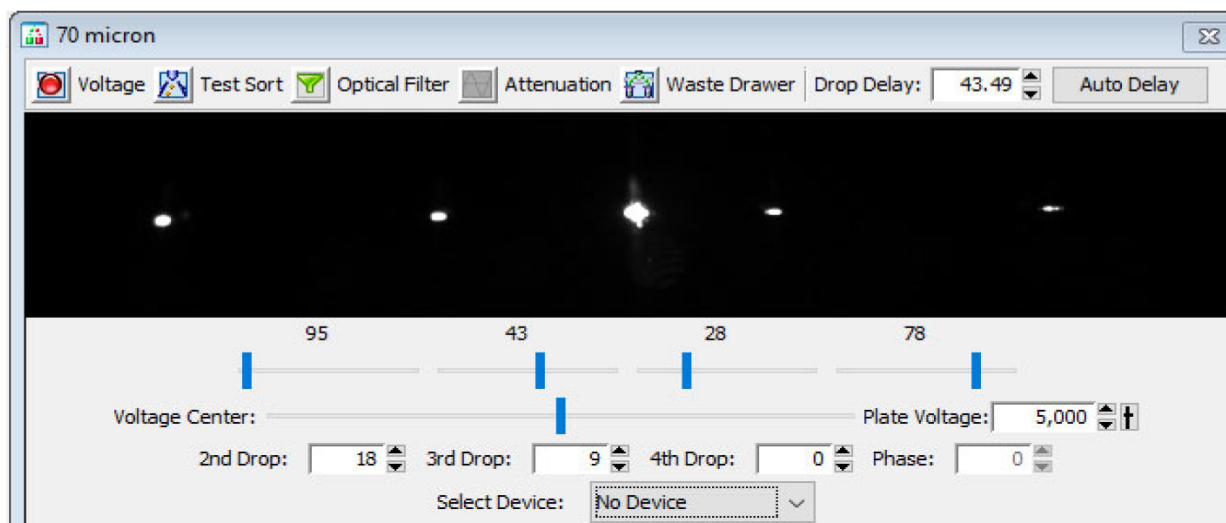 70 micron
Voltage Test Sort Optical Filter Attenuation Waste Drawer Drop Delay: 43.49 Auto Delay
95 43 28 78
Voltage Center: Plate Voltage: 5,000
2nd Drop: 18 3rd Drop: 9 4th Drop: 0 Phase: 0
Select Device: No Device